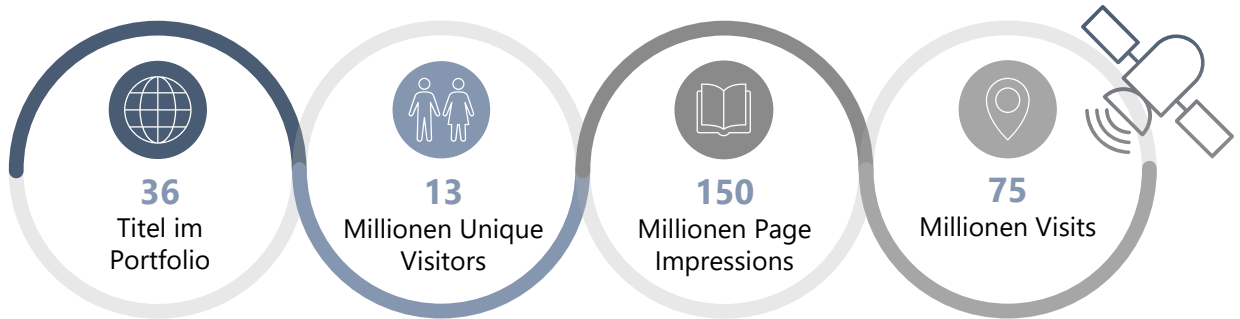 36
Titel im
Portfolio
13
Millionen Unique
Visitors
150
Millionen Page
Impressions
75
Millionen Visits